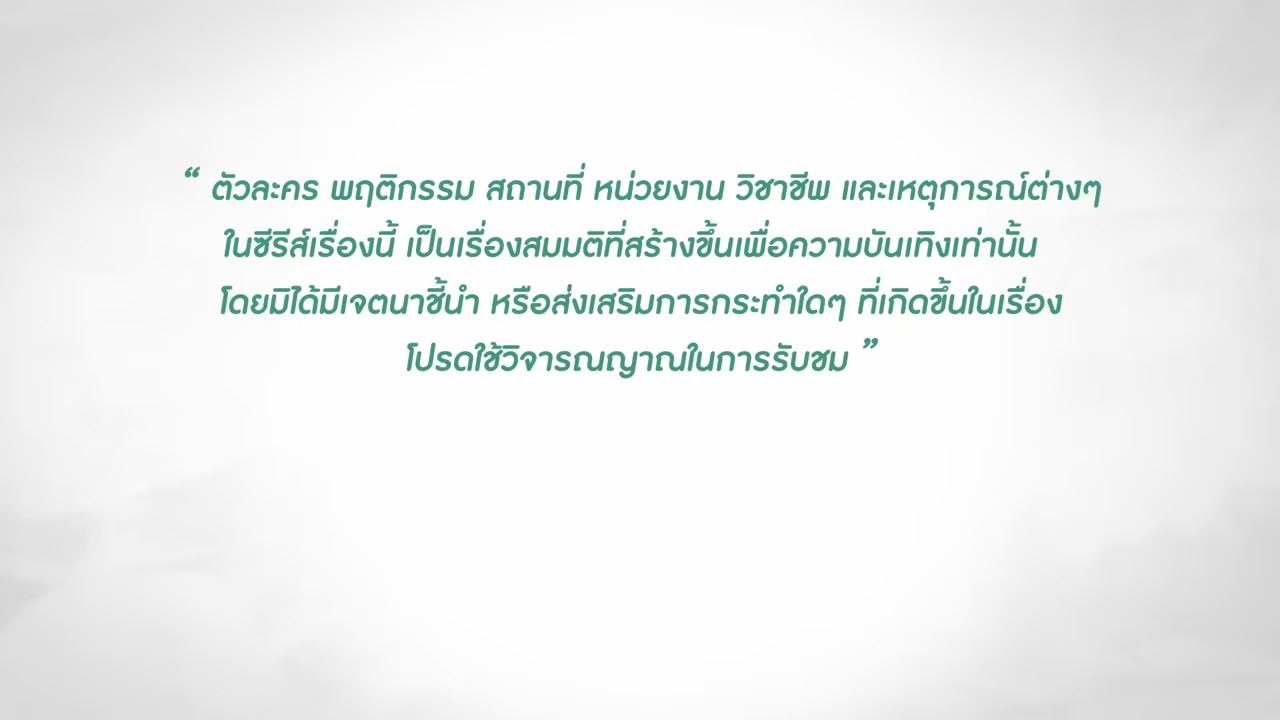 “ ตัวละคร พฤติกรรม สถานที่ หน่วยงาน วิชาชีพ และเหตุการณ์ต่างๆ
ในซีรีส์เรื่องนี้ เป็นเรื่องสมมติที่สร้างขึ้นเพื่อความบันเทิงเท่านั้น
โดยมิได้มีเจตนาชี้นำ หรือส่งเสริมการกระทำใดๆ ที่เกิดขึ้นในเรื่อง
โปรดใช้วิจารณญาณในการรับชม ”